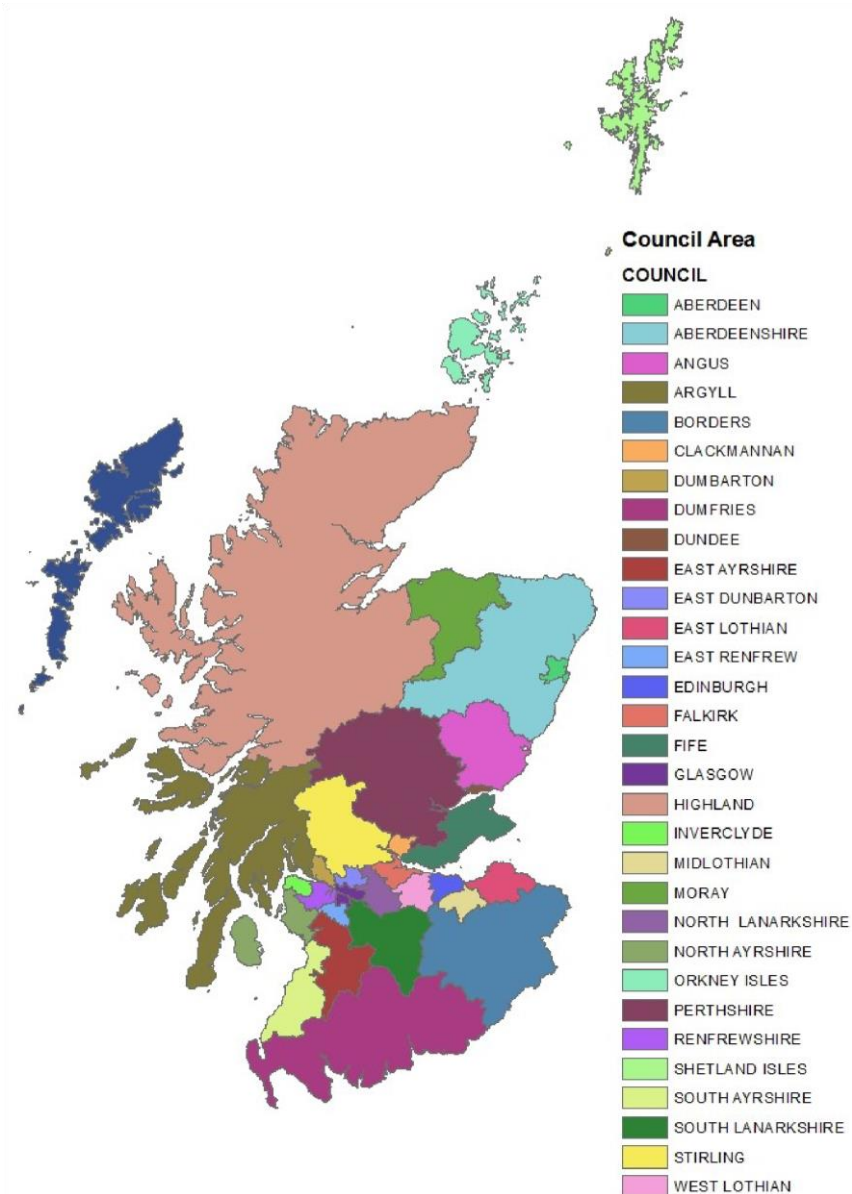 Council Area
COUNCIL
ABERDEEN
ABERDEENSHIRE
ANGUS
ARGYLL
BORDERS
CLACKMANNAN
DUMBARTON
DUMFRIES
DUNDEE
EAST AYRSHIRE
EAST DUNBARTON
EAST LOTHIAN
EAST RENFREW
EDINBURGH
FALKIRK
FIFE
GLASGOW
HIGHLAND
INVERCLYDE
MIDLOTHIAN
MORAY
NORTH LANARKSHIRE
NORTH AYRSHIRE
ORKNEY ISLES
PERTHSHIRE
RENFREWSHIRE
SHETLAND ISLES
SOUTH AYRSHIRE
SOUTH LANARKSHIRE
STIRLING
WEST LOTHIAN